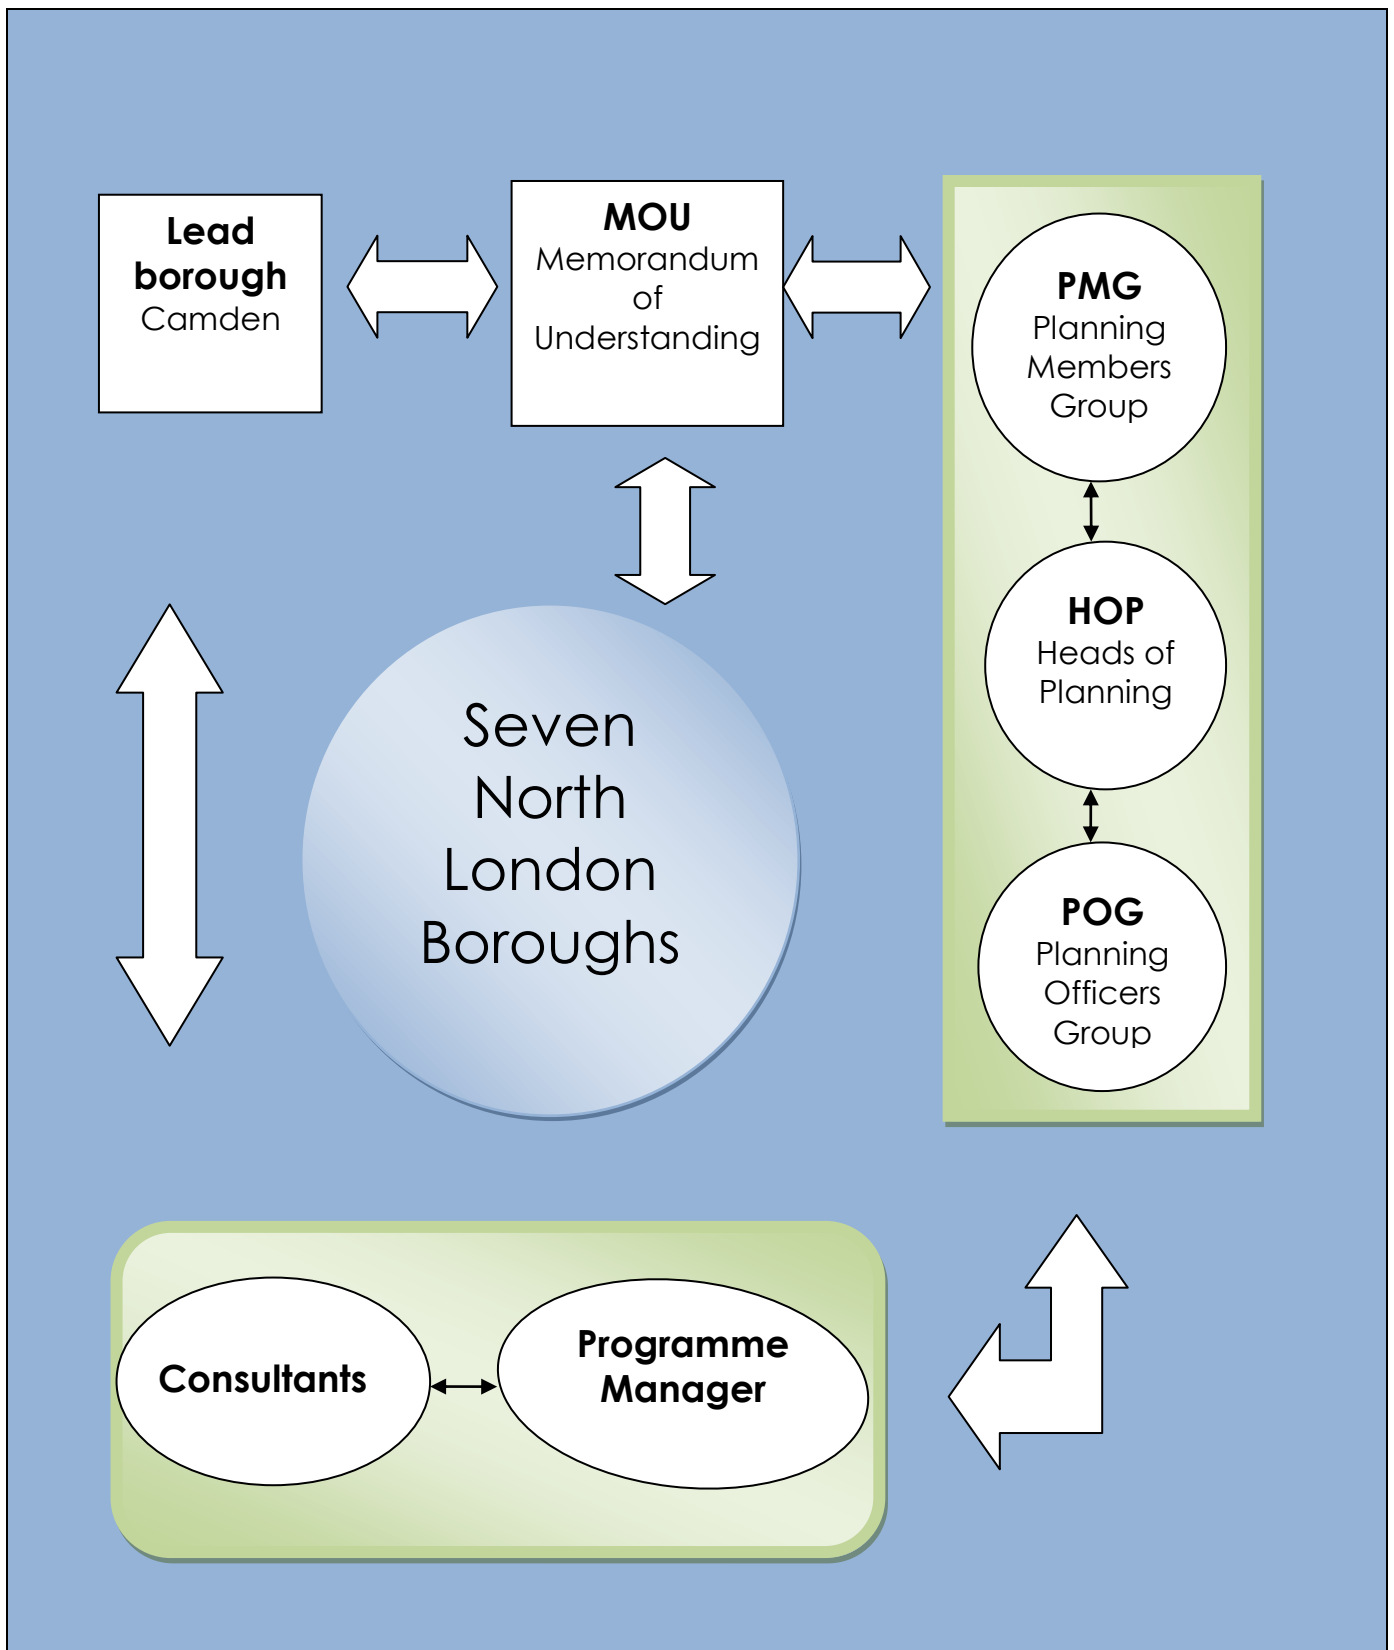 Lead
borough
Camden
MOU
Memorandum
of
Understanding
PMG
Planning
Members
Group
HOP
Heads of
Planning
POG
Planning
Officers
Group
Seven
North
London
Boroughs
Consultants
Programme
Manager